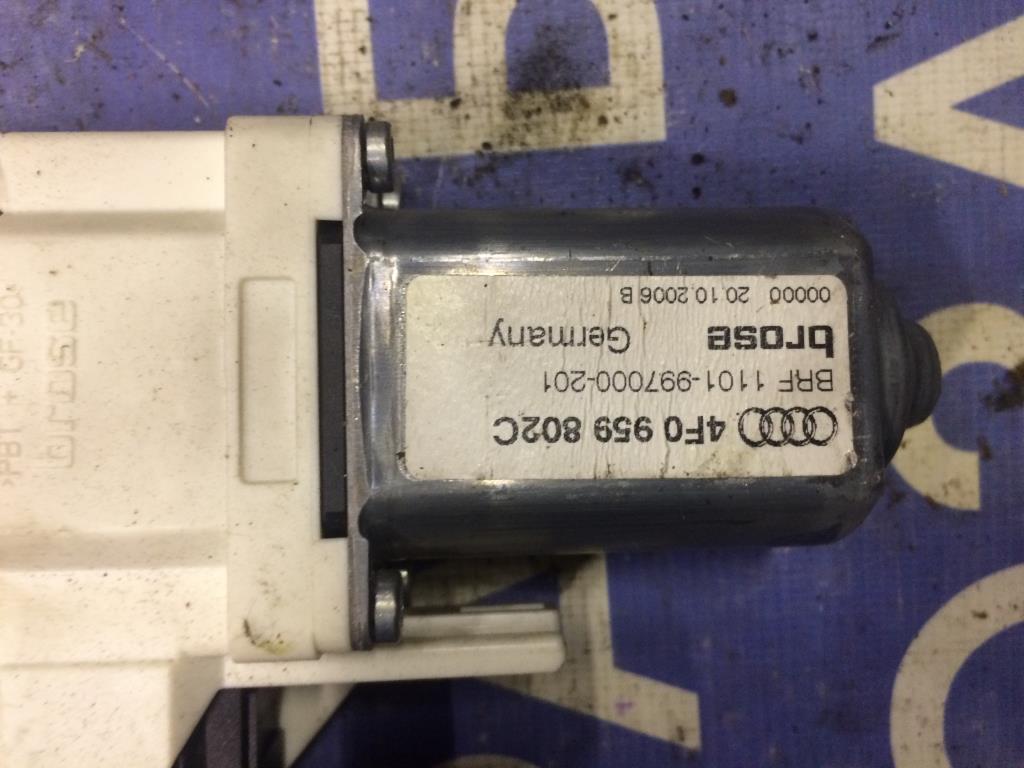 4F0 959 802C
BRF 1101-997000-201
brose Germany
00000 20.10.2006 B
brose
>PBT + GF30<